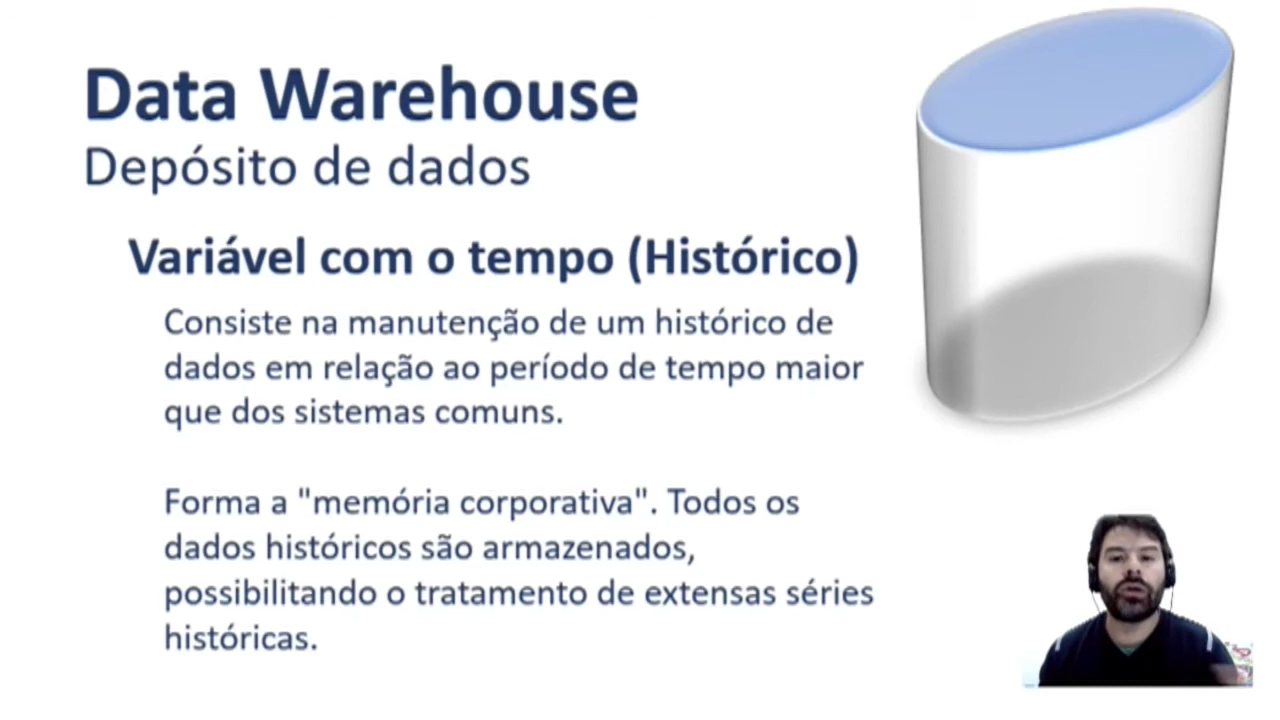 Data Warehouse
Depósito de dados
Variável com o tempo (Histórico)
Consiste na manutenção de um histórico de
dados em relação ao período de tempo maior
que dos sistemas comuns.
Forma a "memória corporativa". Todos os
dados históricos são armazenados,
possibilitando o tratamento de extensas séries
históricas.